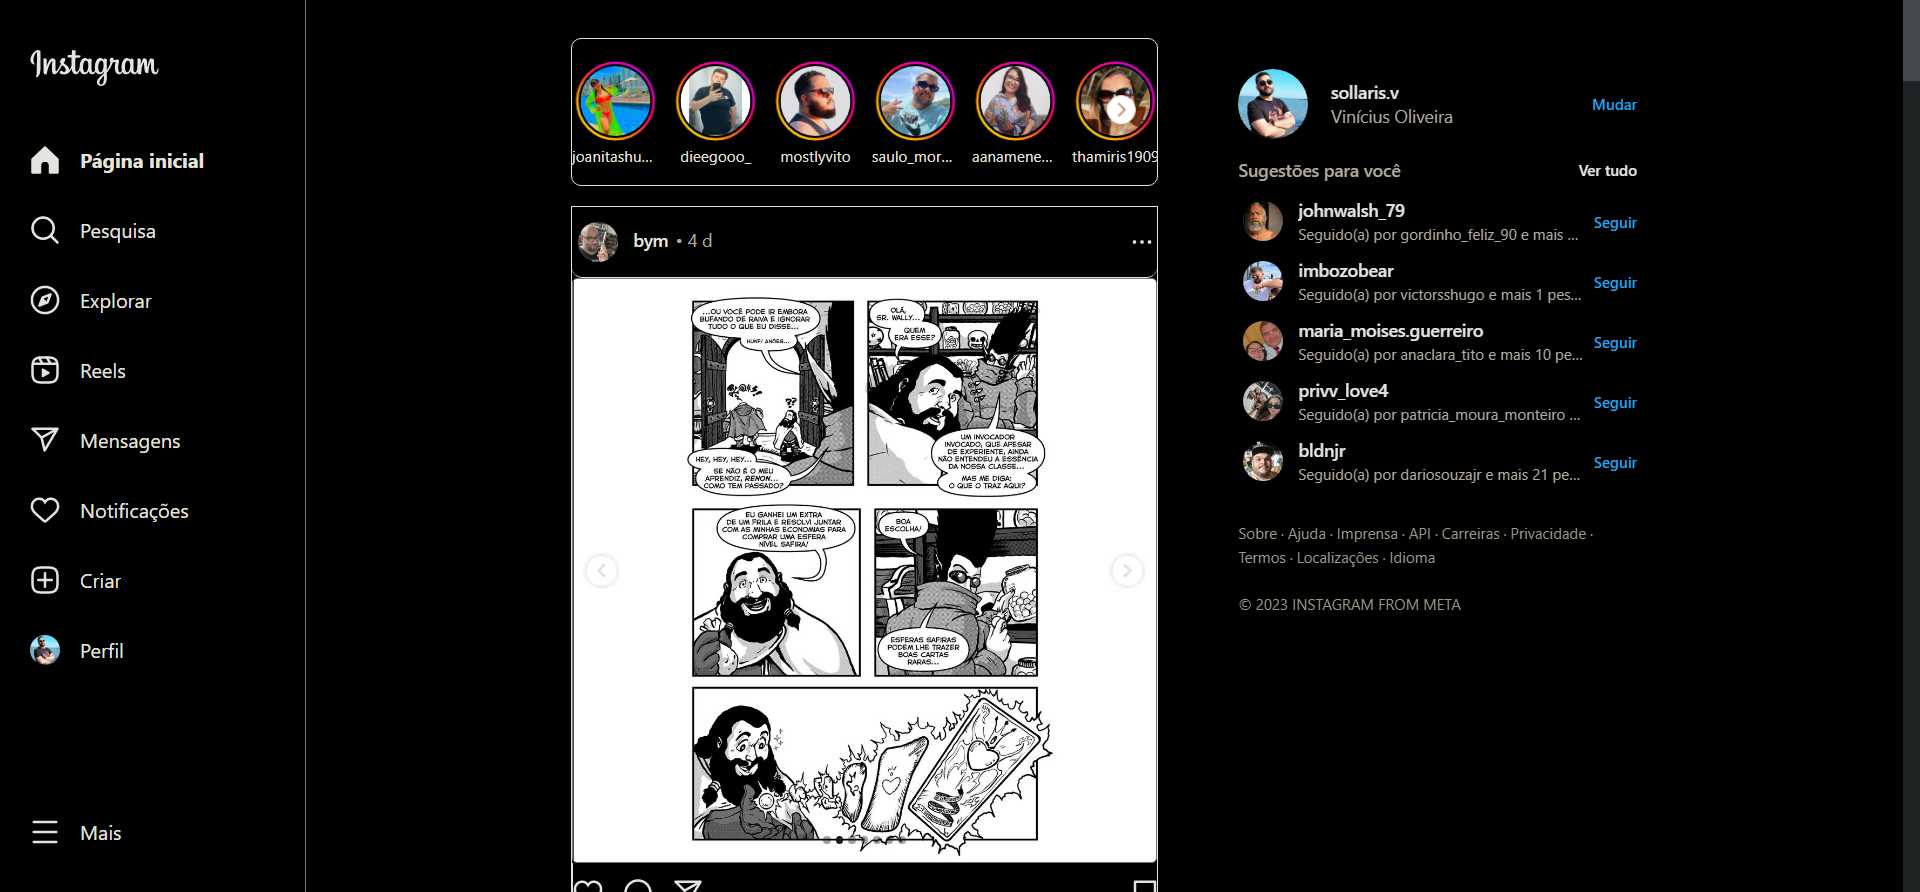 Instagram
Página inicial
Pesquisa
Explorar
Reels
Mensagens
Notificações
Criar
Perfil
Mais
joanitashu... dieegooo_ mostlyvito saulo_mor... aanamene... thamiris1909
bym • 4 d
...OU VOCÊ PODE IR EMBORA
BUFANDO DE RAIVA E IGNORAR
TUDO O QUE EU DISSE...
HUNF! ANÕES...
??
HEY, HEY, HEY...
SE NÃO É O MEU
APRENDIZ, RENON...
COMO TEM PASSADO?
OLÁ,
SR. WALLY...
QUEM
ERA ESSE?
UM INVOCADOR
INVOCADO, QUE APESAR
DE EXPERIENTE, AINDA
NÃO ENTENDEU A ESSÊNCIA
DA NOSSA CLASSE...
MAS ME DIGA:
O QUE O TRAZ AQUI?
EU GANHEI UM EXTRA
DE UM FRILA E RESOLVI JUNTAR
COM AS MINHAS ECONOMIAS PARA
COMPRAR UMA ESFERA
NÍVEL SAFIRA!
BOA
ESCOLHA!
ESFERAS SAFIRAS
PODEM LHE TRAZER
BOAS CARTAS
RARAS...
sollaris.v
Vinícius Oliveira
Mudar
Sugestões para você
Ver tudo
johnwalsh_79
Seguido(a) por gordinho_feliz_90 e mais ...
Seguir
imbozobear
Seguido(a) por victorsshugo e mais 1 pes...
Seguir
maria_moises.guerreiro
Seguido(a) por anaclara_tito e mais 10 pe...
Seguir
privv_love4
Seguido(a) por patricia_moura_monteiro ...
Seguir
bldnjr
Seguido(a) por dariosouzajr e mais 21 pe...
Seguir
Sobre · Ajuda · Imprensa · API · Carreiras · Privacidade ·
Termos · Localizações · Idioma
© 2023 INSTAGRAM FROM META